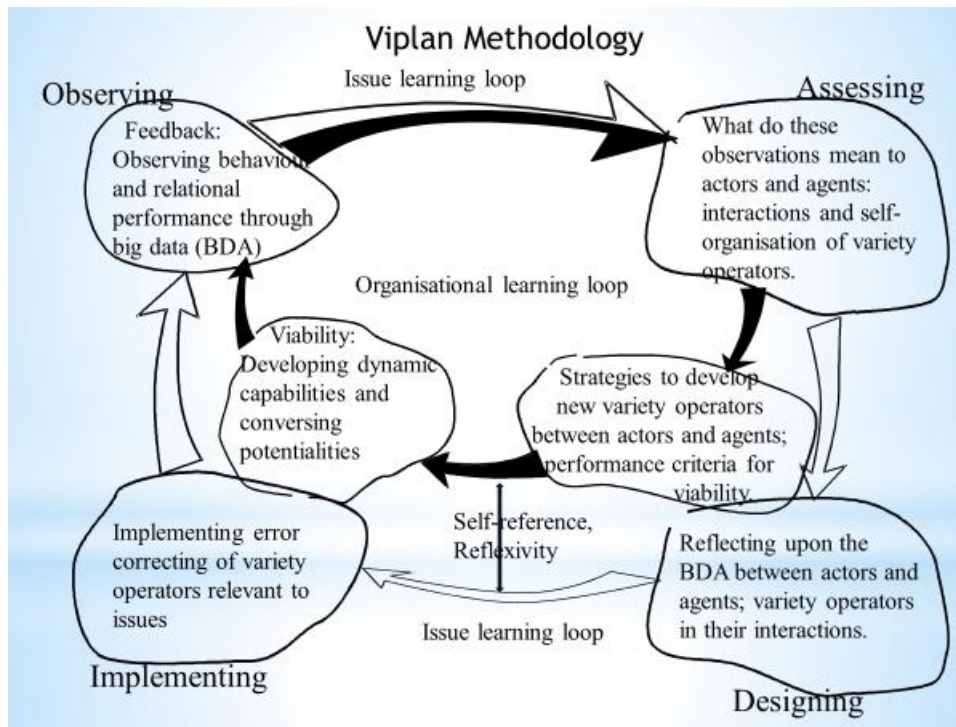 Viplan Methodology
Issue learning loop
Observing
Assessing
Feedback:
Observing behaviour
and relational
performance through
big data (BDA)
What do these
observations mean to
actors and agents:
interactions and self-
organisation of variety
operators.
Organisational learning loop
Viability:
Developing dynamic
capabilities and
conversing
potentialities
Strategies to develop
new variety operators
between actors and agents;
performance criteria for
viability.
Self-reference,
Reflexivity
Implementing error
correcting of variety
operators relevant to
issues
Reflecting upon the
BDA between actors and
agents; variety operators
in their interactions.
Issue learning loop
Implementing
Designing